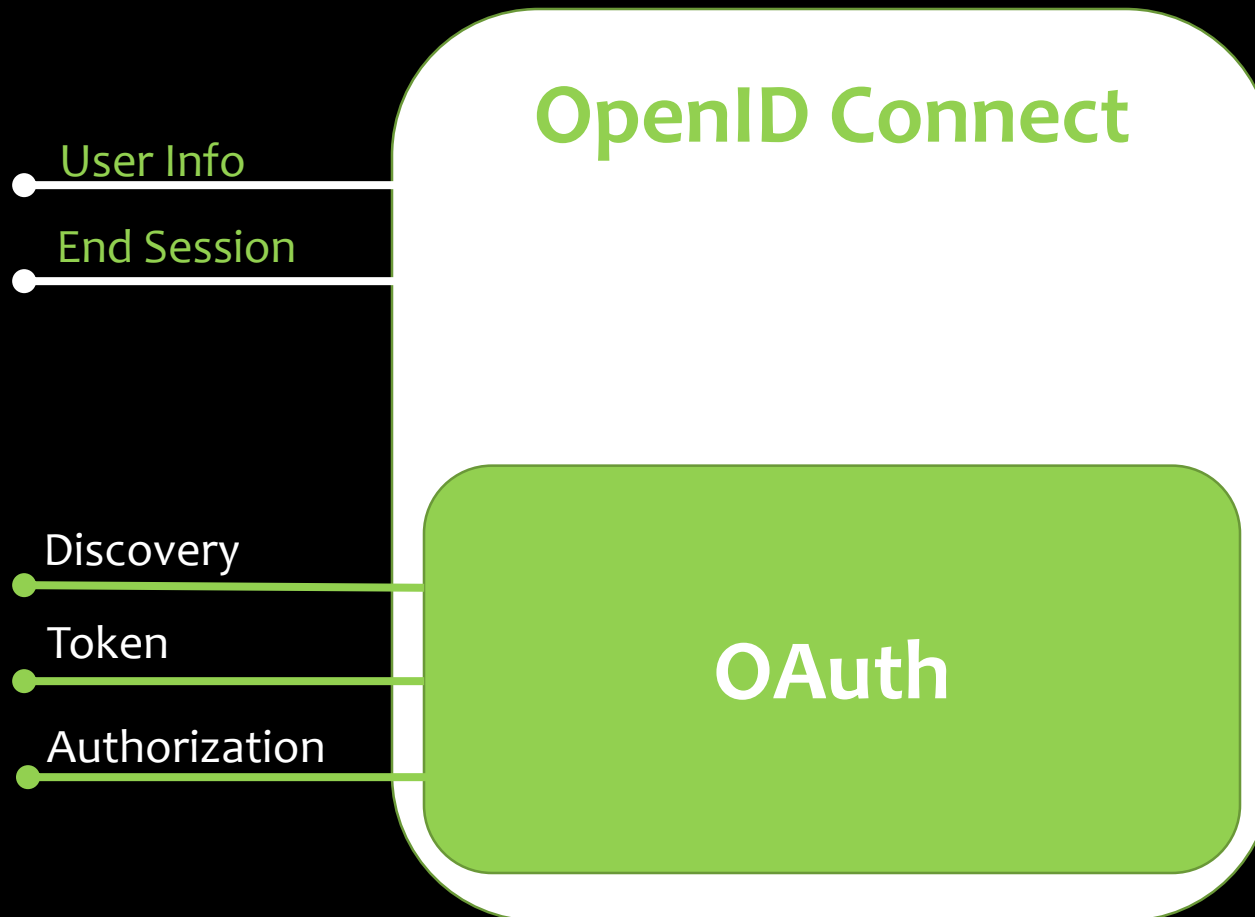 OpenID Connect
User Info
End Session
Discovery
Token
OAuth
Authorization